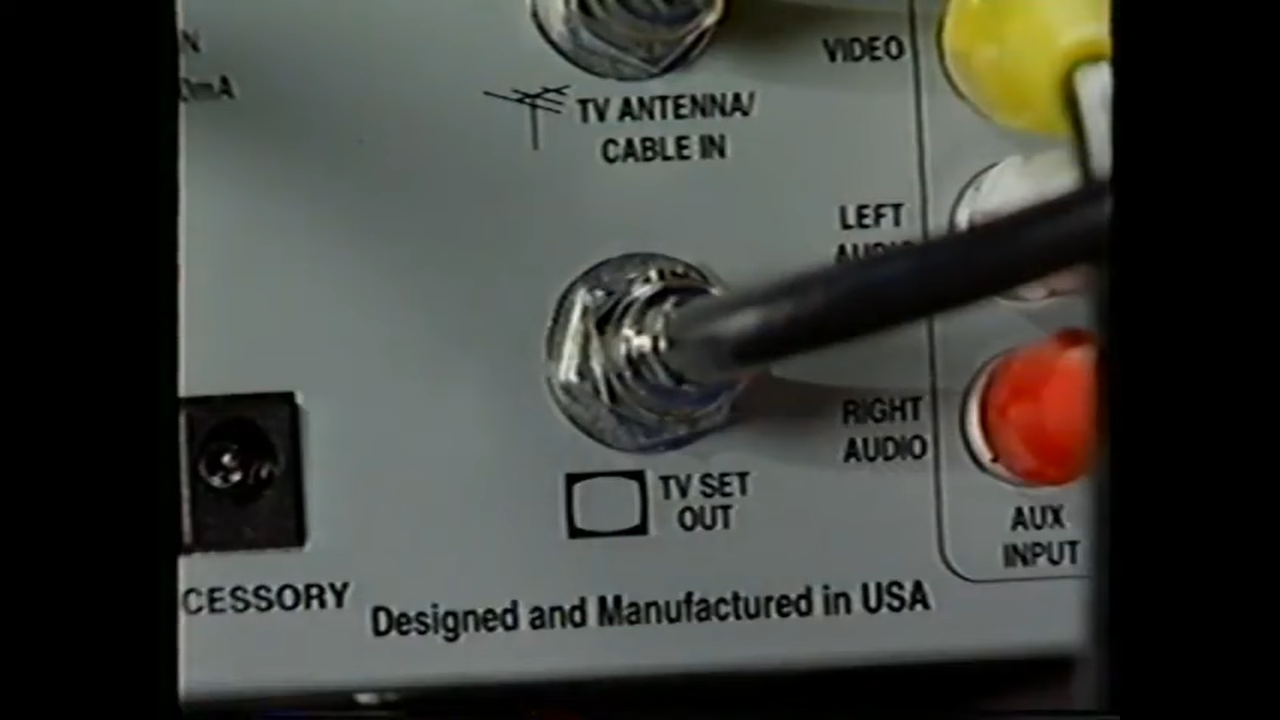 VIDEO
TV ANTENNA/
CABLE IN
LEFT
AUDIO
RIGHT
AUDIO
TV SET
OUT
AUX
INPUT
CESSORY
Designed and Manufactured in USA